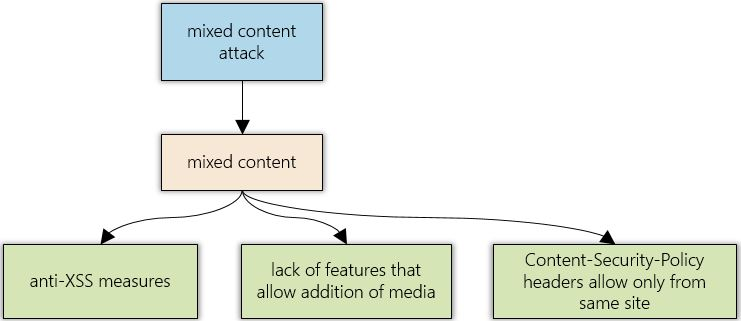 mixed content
attack
mixed content
anti-XSS measures
lack of features that
allow addition of media
Content-Security-Policy
headers allow only from
same site